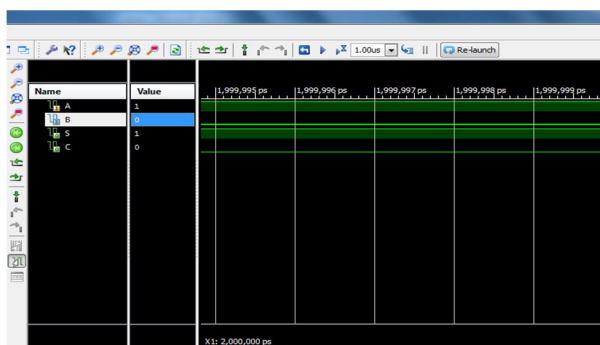 1.00us Re-launch
Name Value 1,999,995 ps 1,999,996 ps 1,999,997 ps 1,999,998 ps 1,999,999 ps
A 1
B 0
S 1
C 0
X1: 2,000,000 ps